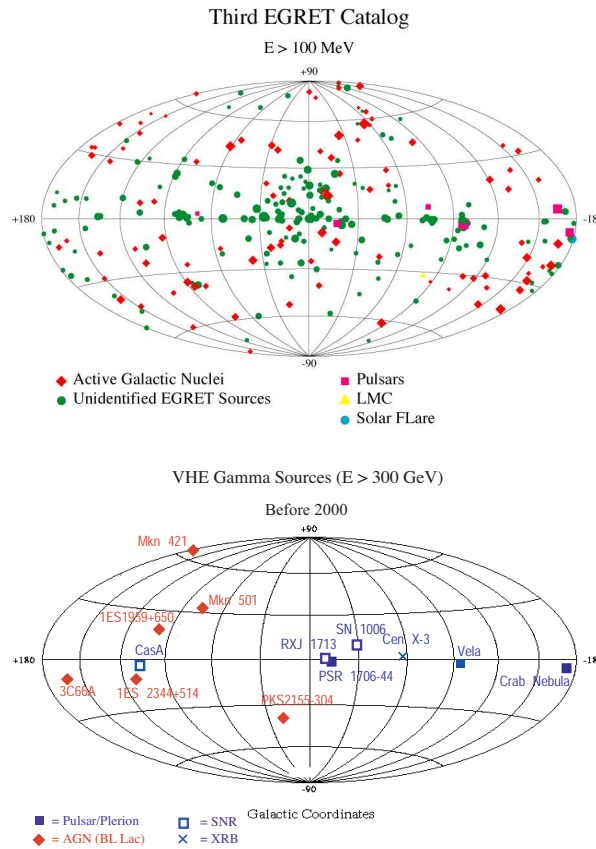 Third EGRET Catalog
E > 100 MeV
+90
+180
-18
-90
Active Galactic Nuclei
Unidentified EGRET Sources
Pulsars
LMC
Solar FLare
VHE Gamma Sources (E > 300 GeV)
Before 2000
+90
Mkn 421
Mkn 501
1ES1959+650
SN 1006
Cen X-3
RXJ 1713
CasA
Vela
+180
-18
PSR 1706-44
Crab Nebula
3C66A
1ES 2344+514
PKS2155-304
-90
Galactic Coordinates
= Pulsar/Plerion
= SNR
= AGN (BL Lac)
= XRB